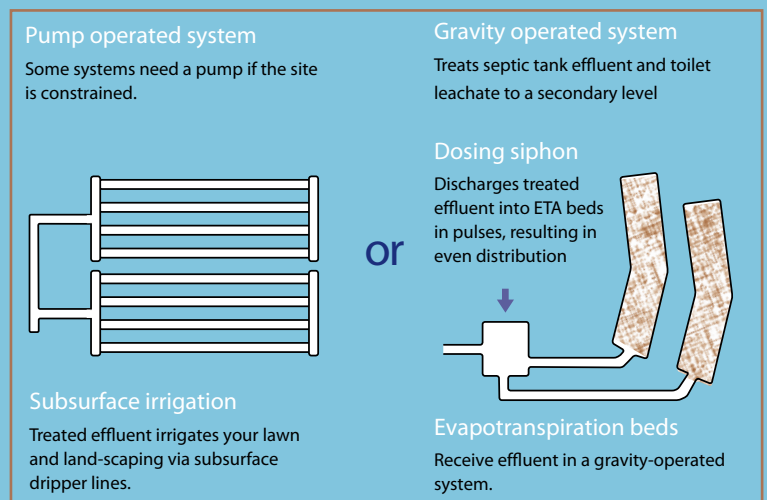 Pump operated system
Some systems need a pump if the site
is constrained.
Subsurface irrigation
Treated effluent irrigates your lawn
and land-scaping via subsurface
dripper lines.
or
Gravity operated system
Treats septic tank effluent and toilet
leachate to a secondary level
Dosing siphon
Discharges treated
effluent into ETA beds
in pulses, resulting in
even distribution
Evapotranspiration beds
Receive effluent in a gravity-operated
system.